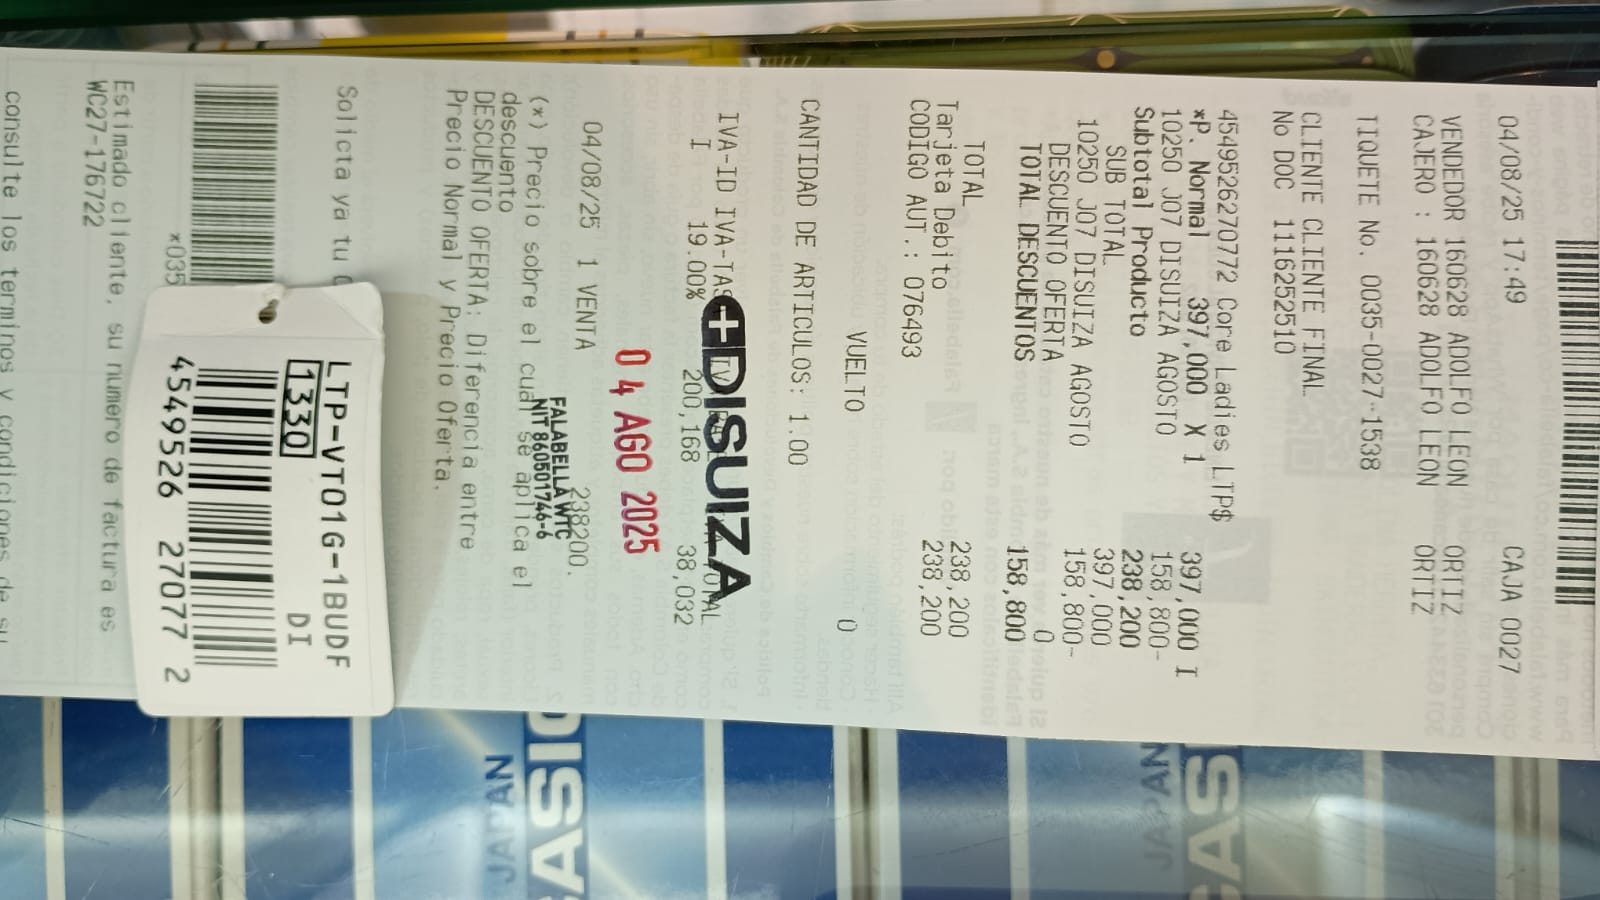 04/08/25 17:49 CAJA 0027
VENDEDOR 160628 ADOLFO LEON ORTIZ
CAJERO : 160628 ADOLFO LEON ORTIZ
TIQUETE No. 0035-0027-1538
CLIENTE CLIENTE FINAL
No DOC 1116252510
4549526270772 Core Ladies LTP$ 397,000 I
*P. Normal 397,000 X 1
10250 J07 DISUIZA AGOSTO 158,800-
Subtotal Producto 238,200
SUB TOTAL 397,000
10250 J07 DISUIZA AGOSTO 158,800-
DESCUENTO OFERTA 0
TOTAL DESCUENTOS 158,800
TOTAL 238,200
Tarjeta Debito 238,200
CODIGO AUT.: 076493
VUELTO 0
CANTIDAD DE ARTICULOS: 1.00
IVA-ID IVA-TAS
I 19.00% 200,168 38,032
DISUIZA
04 AGO 2025
FALABELLA WTC
NIT 860501746-6
04/08/25 1 VENTA 238200.
(*) Precio sobre el cual se aplica el
descuento
DESCUENTO OFERTA: Diferencia entre
Precio Normal y Precio Oferta.
Solicta ya tu
*035
Estimado cliente, su numero de factura es
WC27-176722
consulte los terminos y condiciones de su
LTP-VT01G-1BUDF
1330 DI
4549526 27077 2
CASIO
JAPAN
CAS
JAPAN